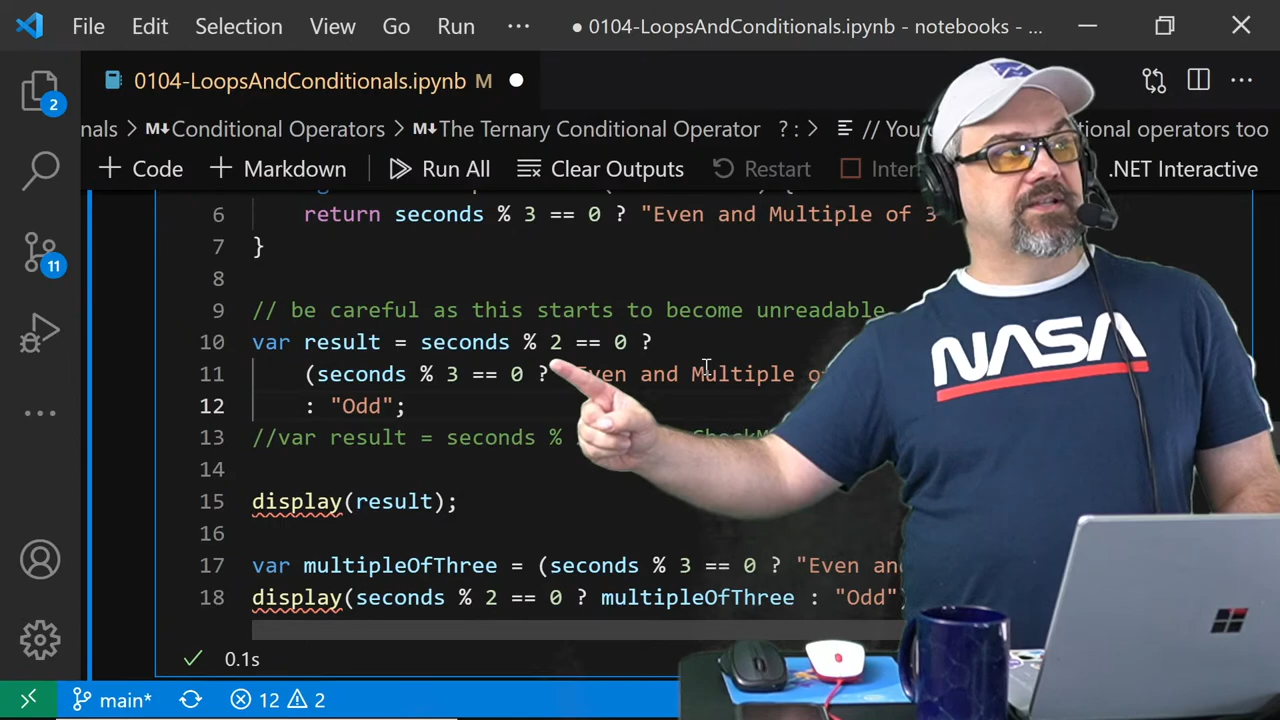 File Edit Selection View Go Run ··· ● 0104-LoopsAndConditionals.ipynb - notebooks - ...
0104-LoopsAndConditionals.ipynb M
nals > M↓Conditional Operators > M↓The Ternary Conditional Operator ? : > // You tional operators too
+ Code + Markdown Run All Clear Outputs Restart .NET Interactive
6 return seconds % 3 == 0 ? "Even and Multiple of 3
7 }
8
9 // be careful as this starts to become unreadable
10 var result = seconds % 2 == 0 ?
11 (seconds % 3 == 0 ? Even and Multiple
12 : "Odd";
13 //var result = seconds %
14
15 display(result);
16
17 var multipleOfThree = (seconds % 3 == 0 ? "Even
18 display(seconds % 2 == 0 ? multipleOfThree : "Odd")
0.1s
main* 12 2
2
11
NASA